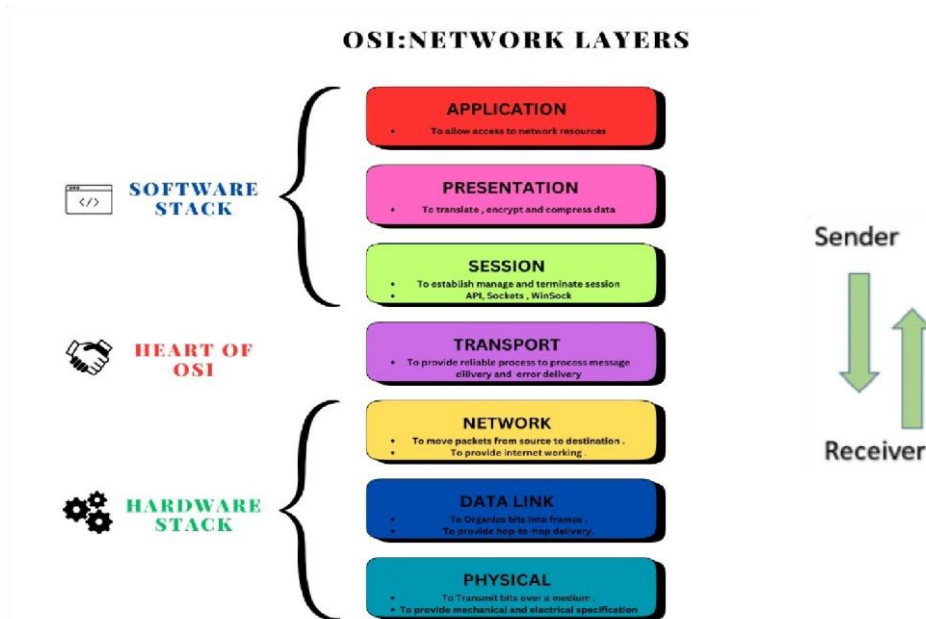 OSI:NETWORK LAYERS
APPLICATION
• To allow access to network resources
PRESENTATION
• To translate , encrypt and compress data
SESSION
• To establish manage and terminate session
• API, Sockets , WinSock
TRANSPORT
• To provide reliable process to process message
dilivery and error delivery
NETWORK
• To move packets from source to destination .
• To provide internet working .
DATA LINK
• To Organize bits into frames .
• To provide hop-to-hop delivery.
PHYSICAL
• To Transmit bits over a medium .
• To provide mechanical and electrical specification
</> SOFTWARE
STACK
HEART OF
OSI
HARDWARE
STACK
Sender
Receiver